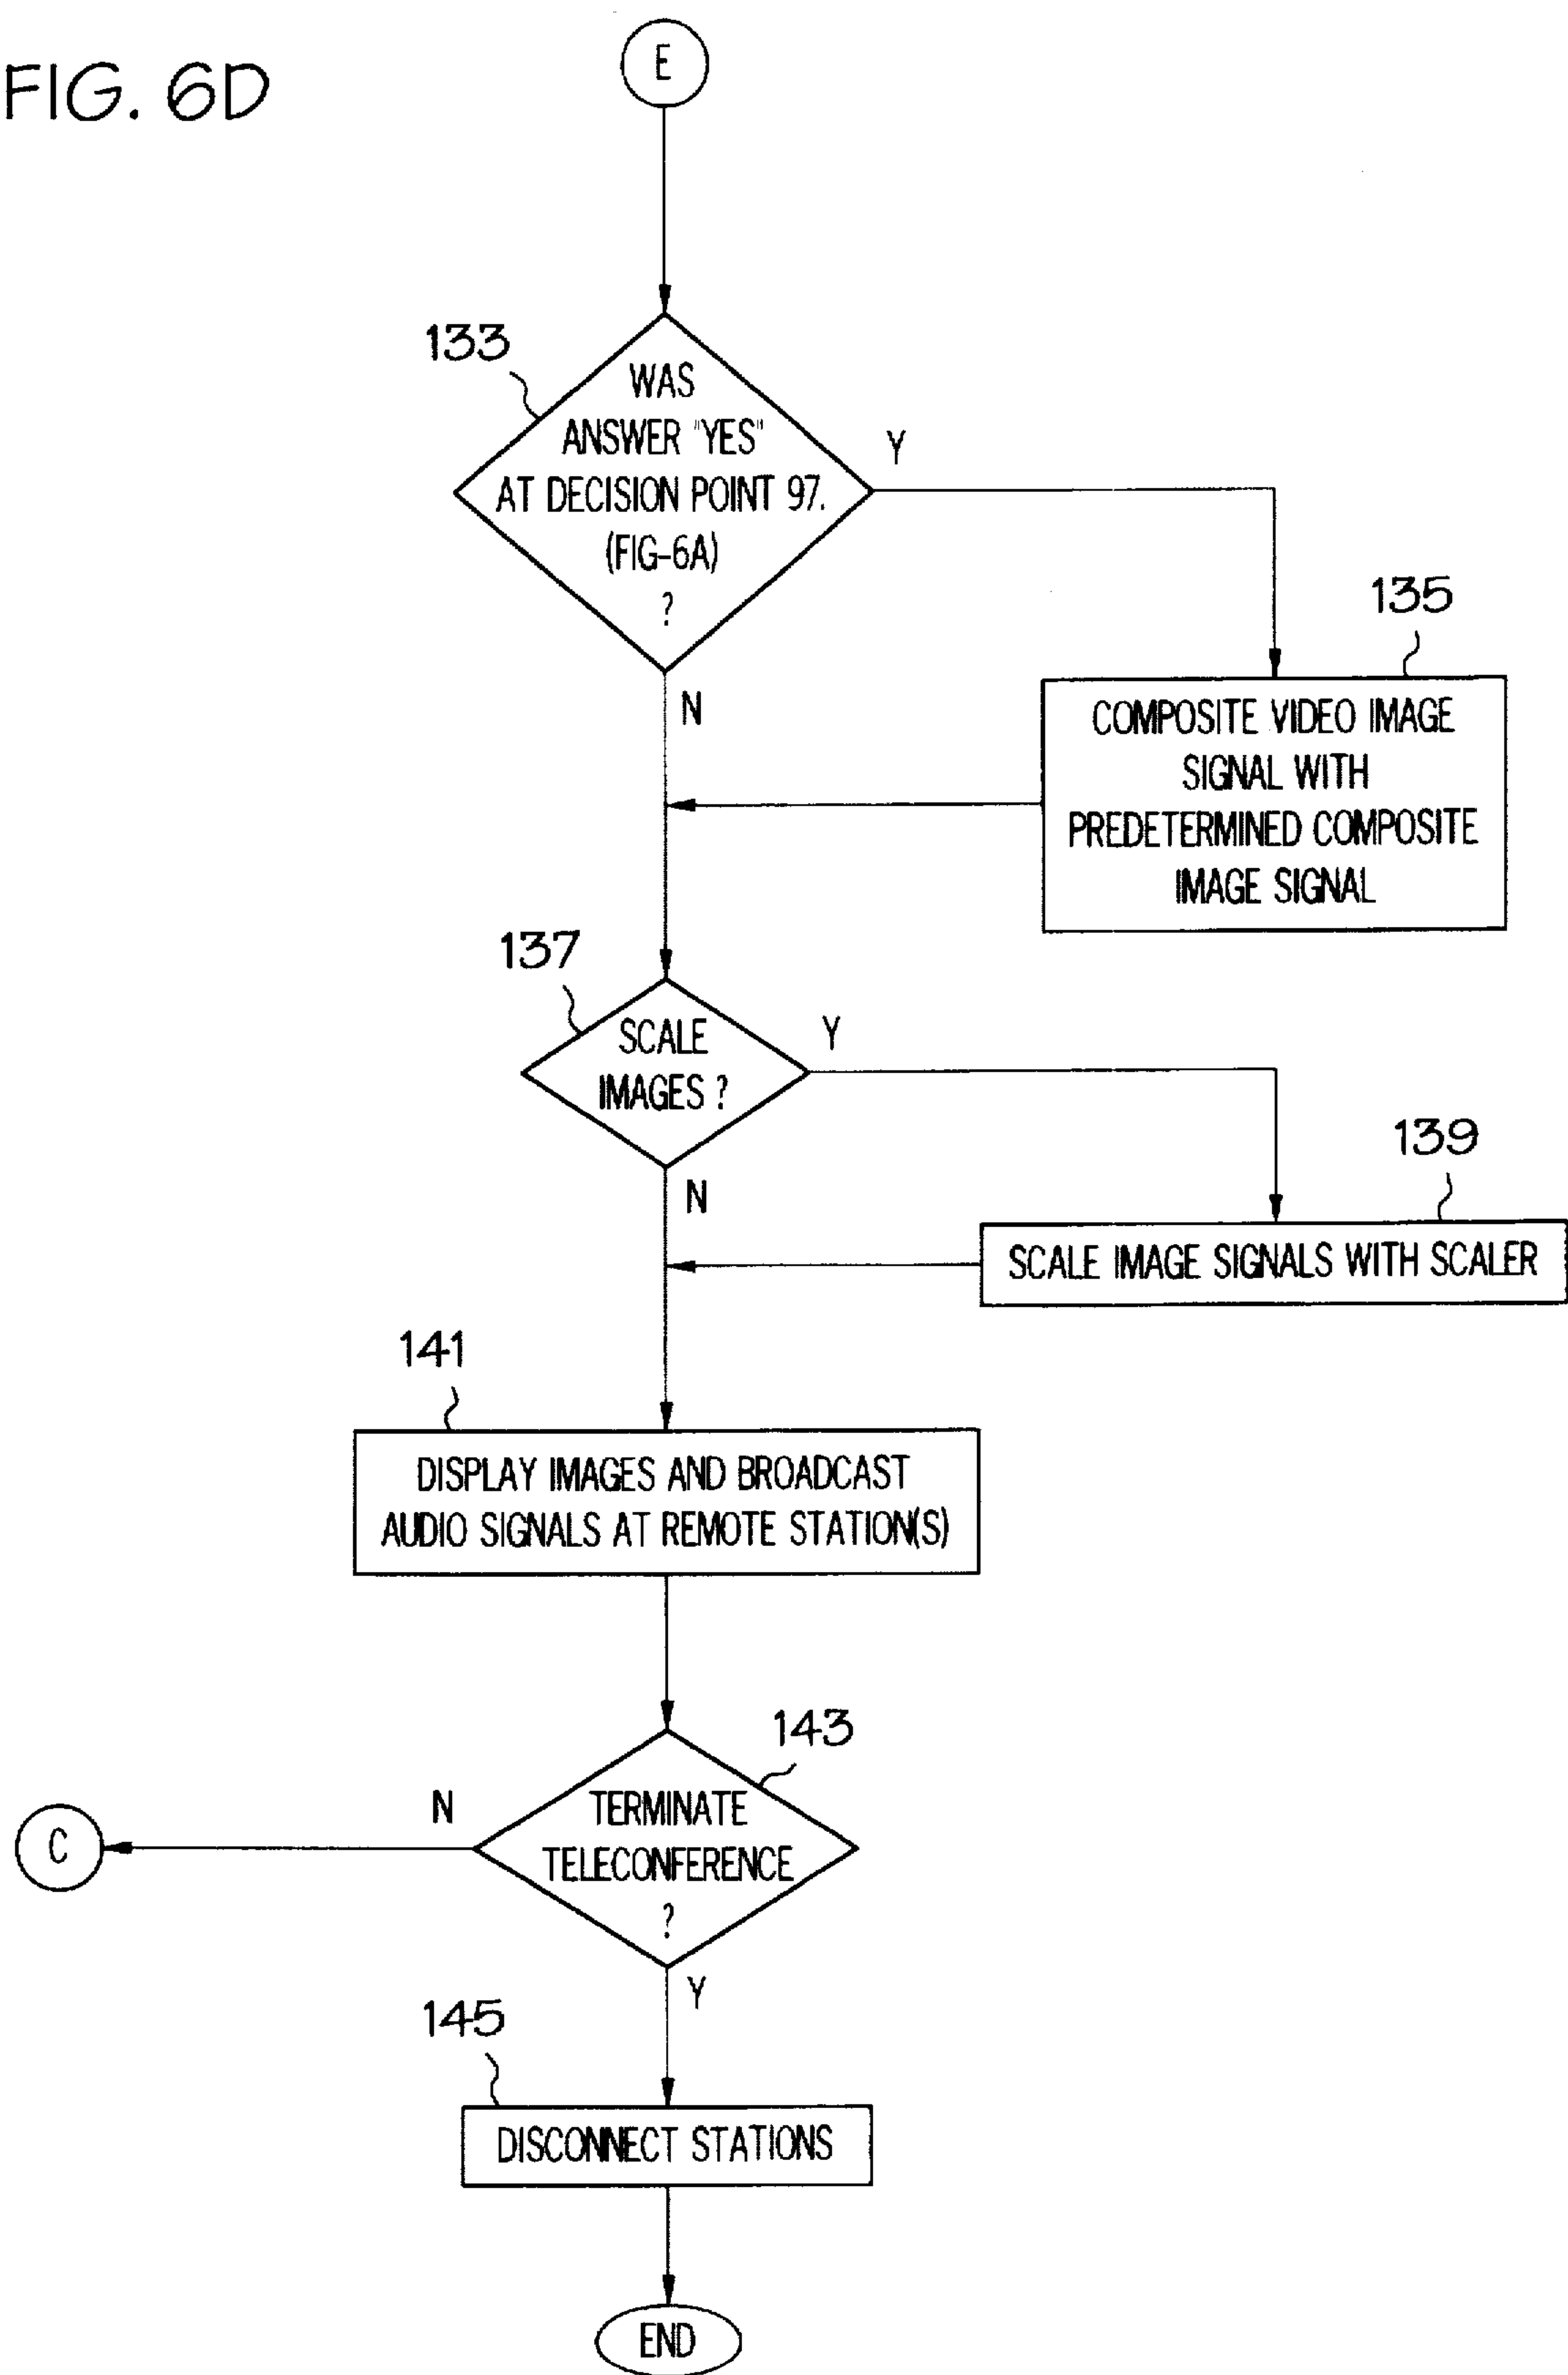 FIG. 6D
E
133
WAS
ANSWER "YES"
AT DECISION POINT 97.
(FIG-6A)
?
Y
N
135
COMPOSITE VIDEO IMAGE
SIGNAL WITH
PREDETERMINED COMPOSITE
IMAGE SIGNAL
137
SCALE
IMAGES ?
Y
N
139
SCALE IMAGE SIGNALS WITH SCALER
141
DISPLAY IMAGES AND BROADCAST
AUDIO SIGNALS AT REMOTE STATION(S)
143
TERMINATE
TELECONFERENCE
?
N
C
Y
145
DISCONNECT STATIONS
END